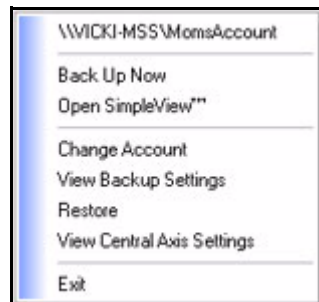 \\VICKI-MSS\MomsAccount
Back Up Now
Open SimpleView™
Change Account
View Backup Settings
Restore
View Central Axis Settings
Exit